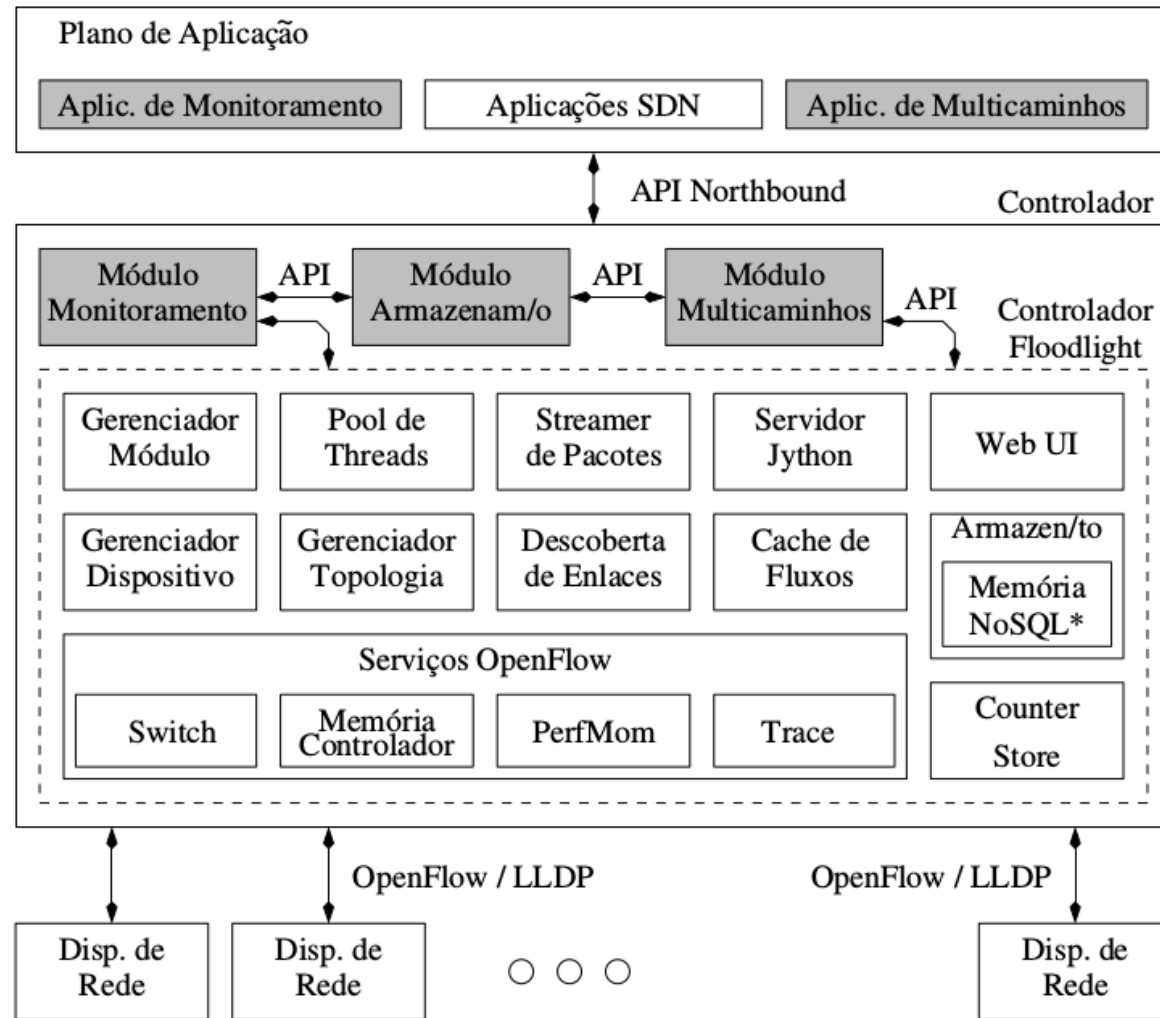 Plano de Aplicação
Aplic. de Monitoramento
Aplicações SDN
Aplic. de Multicaminhos
API Northbound
Controlador
Módulo
Monitoramento
API
Módulo
Armazenam/o
API
Módulo
Multicaminhos
API
Controlador
Floodlight
Gerenciador
Módulo
Pool de
Threads
Streamer
de Pacotes
Servidor
Jython
Web UI
Gerenciador
Dispositivo
Gerenciador
Topologia
Descoberta
de Enlaces
Cache de
Fluxos
Armazen/to
Memória
NoSQL*
Serviços OpenFlow
Switch
Memória
Controlador
PerfMom
Trace
Counter
Store
OpenFlow / LLDP
OpenFlow / LLDP
Disp. de
Rede
Disp. de
Rede
Disp. de
Rede